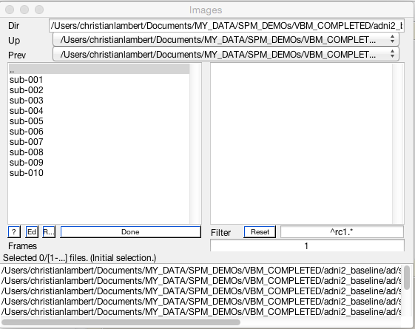 Images
Dir /Users/christianlambert/Documents/MY_DATA/SPM_DEMOs/VBM_COMPLETED/adni2_b
Up /Users/christianlambert/Documents/MY_DATA/SPM_DEMOs/VBM_COMPLET...
Prev /Users/christianlambert/Documents/MY_DATA/SPM_DEMOs/VBM_COMPLET...
..
sub-001
sub-002
sub-003
sub-004
sub-005
sub-006
sub-007
sub-008
sub-009
sub-010
? Ed R... Done Filter Reset ^rc1.*
Frames 1
Selected 0/[1-...] files. (Initial selection.)
/Users/christianlambert/Documents/MY_DATA/SPM_DEMOs/VBM_COMPLETED/adni2_baseline/ad/s
/Users/christianlambert/Documents/MY_DATA/SPM_DEMOs/VBM_COMPLETED/adni2_baseline/ad/s
/Users/christianlambert/Documents/MY_DATA/SPM_DEMOs/VBM_COMPLETED/adni2_baseline/ad/s
/Users/christianlambert/Documents/MY_DATA/SPM_DEMOs/VBM_COMPLETED/adni2_baseline/ad/s
/Users/christianlambert/Documents/MY_DATA/SPM_DEMOs/VBM_COMPLETED/adni2_baseline/ad/s